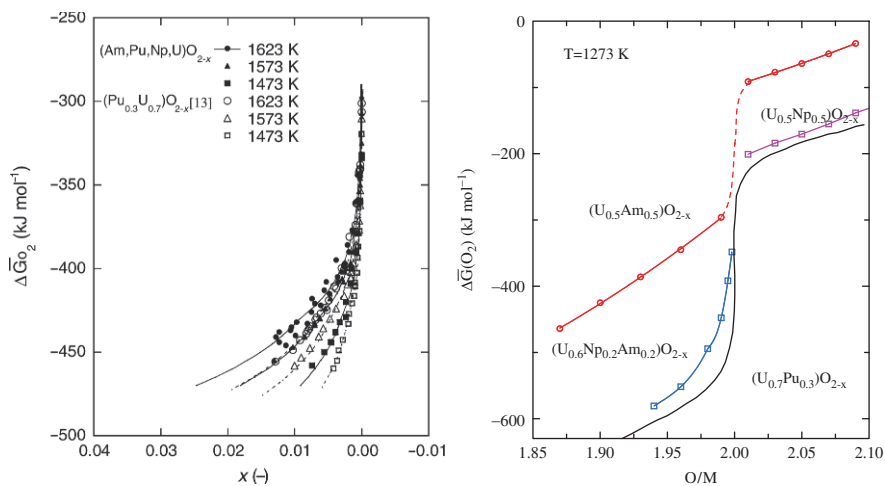 −250
−300
−350
−400
−450
−500
0.04
0.03
0.02
0.01
0.00
-0.01
x (–)
ΔG̅o₂ (kJ mol⁻¹)
(Am,Pu,Np,U)O₂₋ₓ
1623 K
1573 K
1473 K
(Pu₀.₃U₀.₇)O₂₋ₓ[13]
1623 K
1573 K
1473 K
0
−200
−400
−600
1.85
1.90
1.95
2.00
2.05
2.10
O/M
ΔG̅(O₂) (kJ mol⁻¹)
T=1273 K
(U₀.₅Np₀.₅)O₂₋ₓ
(U₀.₅Am₀.₅)O₂₋ₓ
(U₀.₆Np₀.₂Am₀.₂)O₂₋ₓ
(U₀.₇Pu₀.₃)O₂₋ₓ